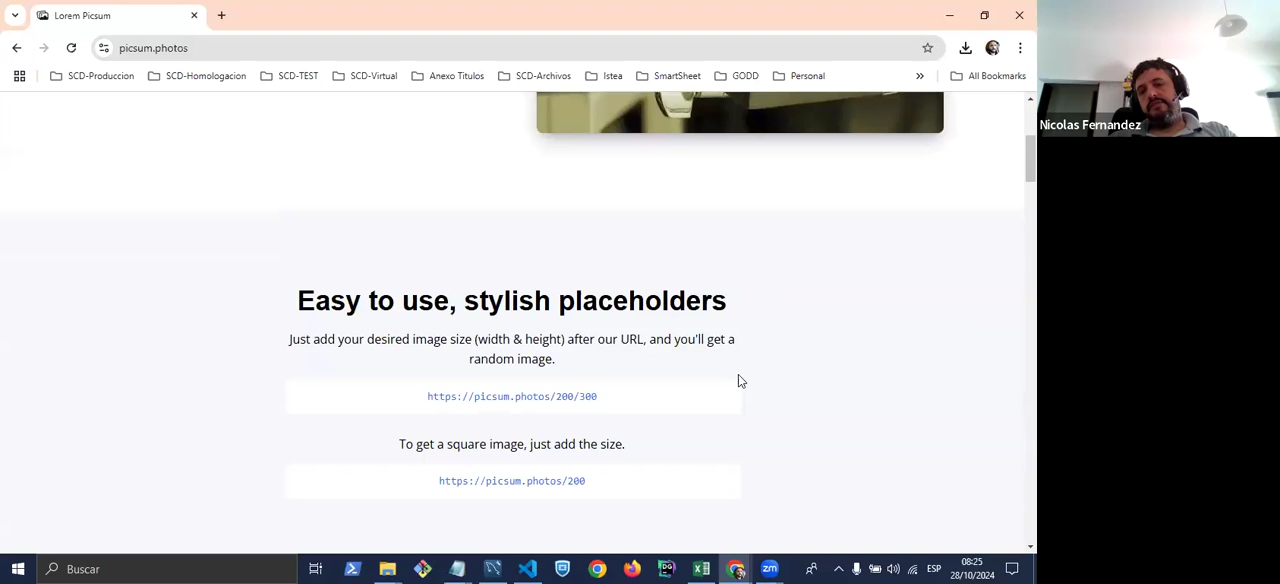 Lorem Picsum
picsum.photos
SCD-Produccion
SCD-Homologacion
SCD-TEST
SCD-Virtual
Anexo Titulos
SCD-Archivos
Istea
SmartSheet
GODD
Personal
»
All Bookmarks
Nicolas Fernandez
Easy to use, stylish placeholders
Just add your desired image size (width & height) after our URL, and you'll get a
random image.
https://picsum.photos/200/300
To get a square image, just add the size.
https://picsum.photos/200
Buscar
zm
ESP
08:25
28/10/2024